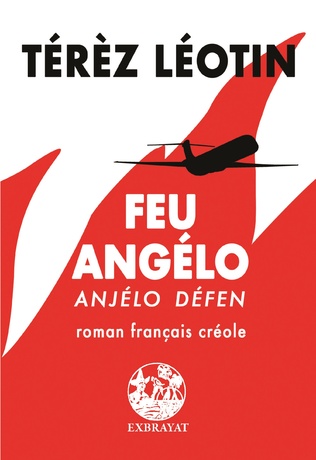 TÉRÈZ LÉOTIN
FEU
ANGÉLO
ANJÉLO DÉFEN
roman français créole
EXBRAYAT